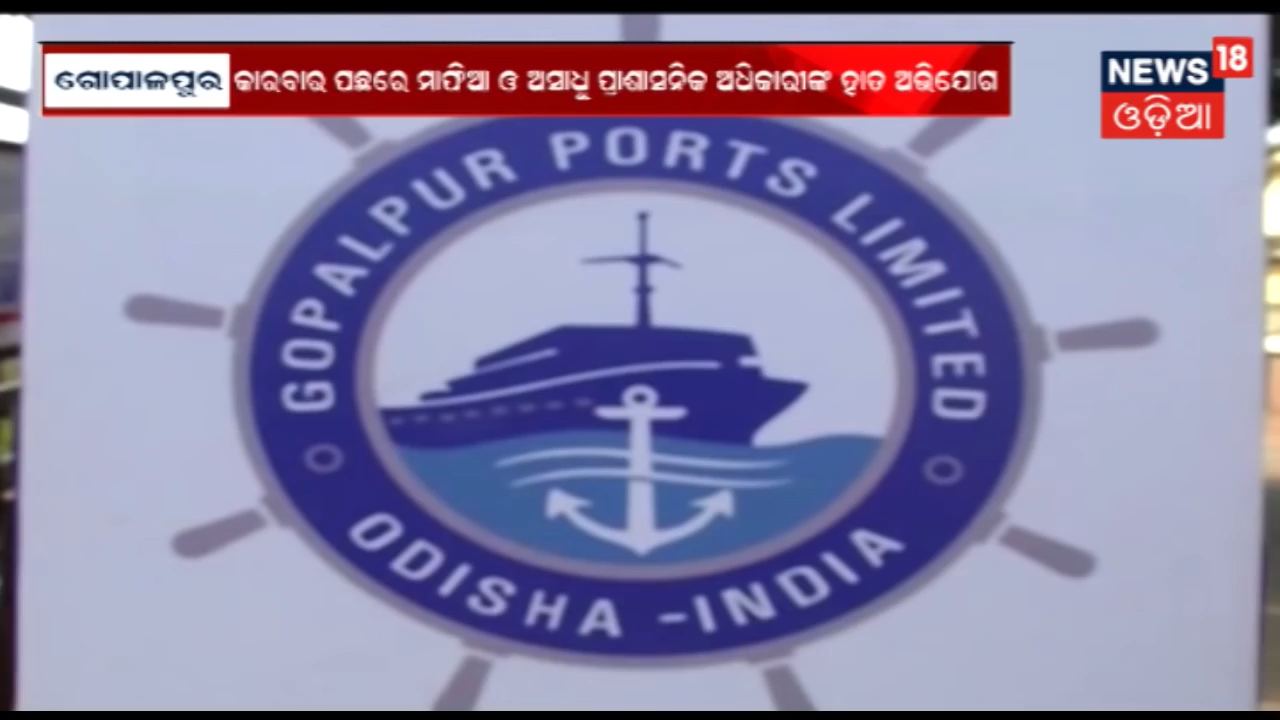 ଗୋପାଳପୁର କାରବାର ପଛରେ ମାଫିଆ ଓ ଅସାଧୁ ପ୍ରାଶାସନିକ ଅଧିକାରୀଙ୍କ ହାତ ଅଭିଯୋଗ
NEWS 18
ଓଡ଼ିଆ
GOPALPUR PORTS LIMITED
ODISHA - INDIA